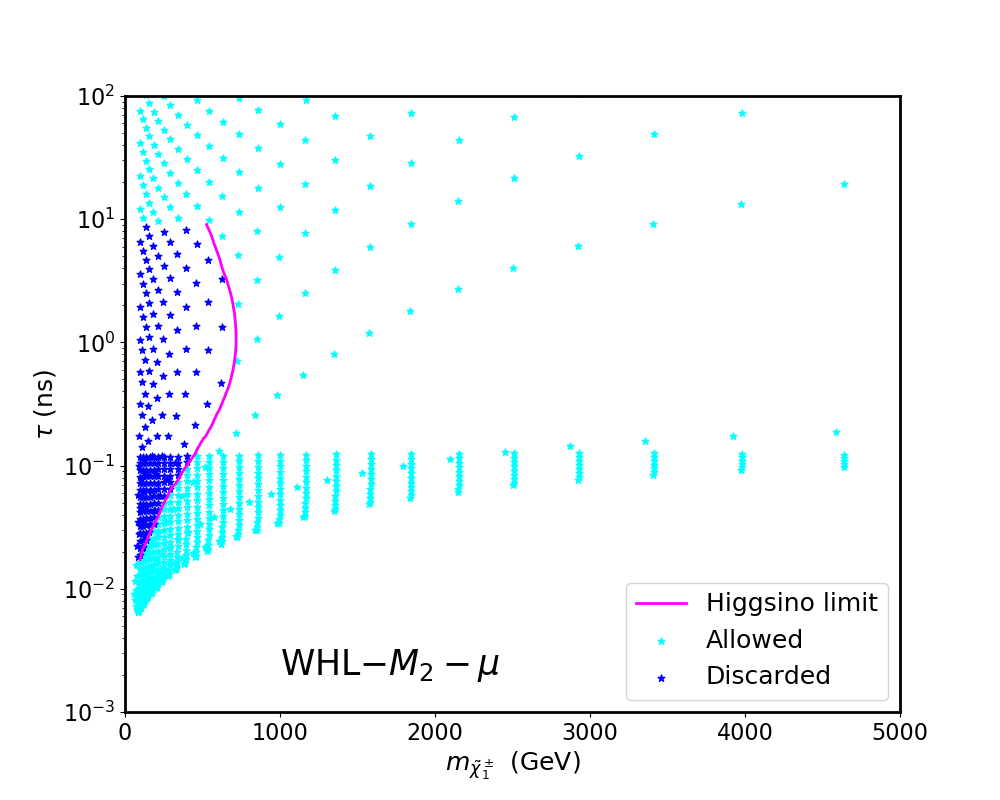 10²
10¹
10⁰
10⁻¹
10⁻²
10⁻³
τ (ns)
WHL−M₂ − μ
Higgsino limit
Allowed
Discarded
0 1000 2000 3000 4000 5000
m_{χ̃₁^±} (GeV)